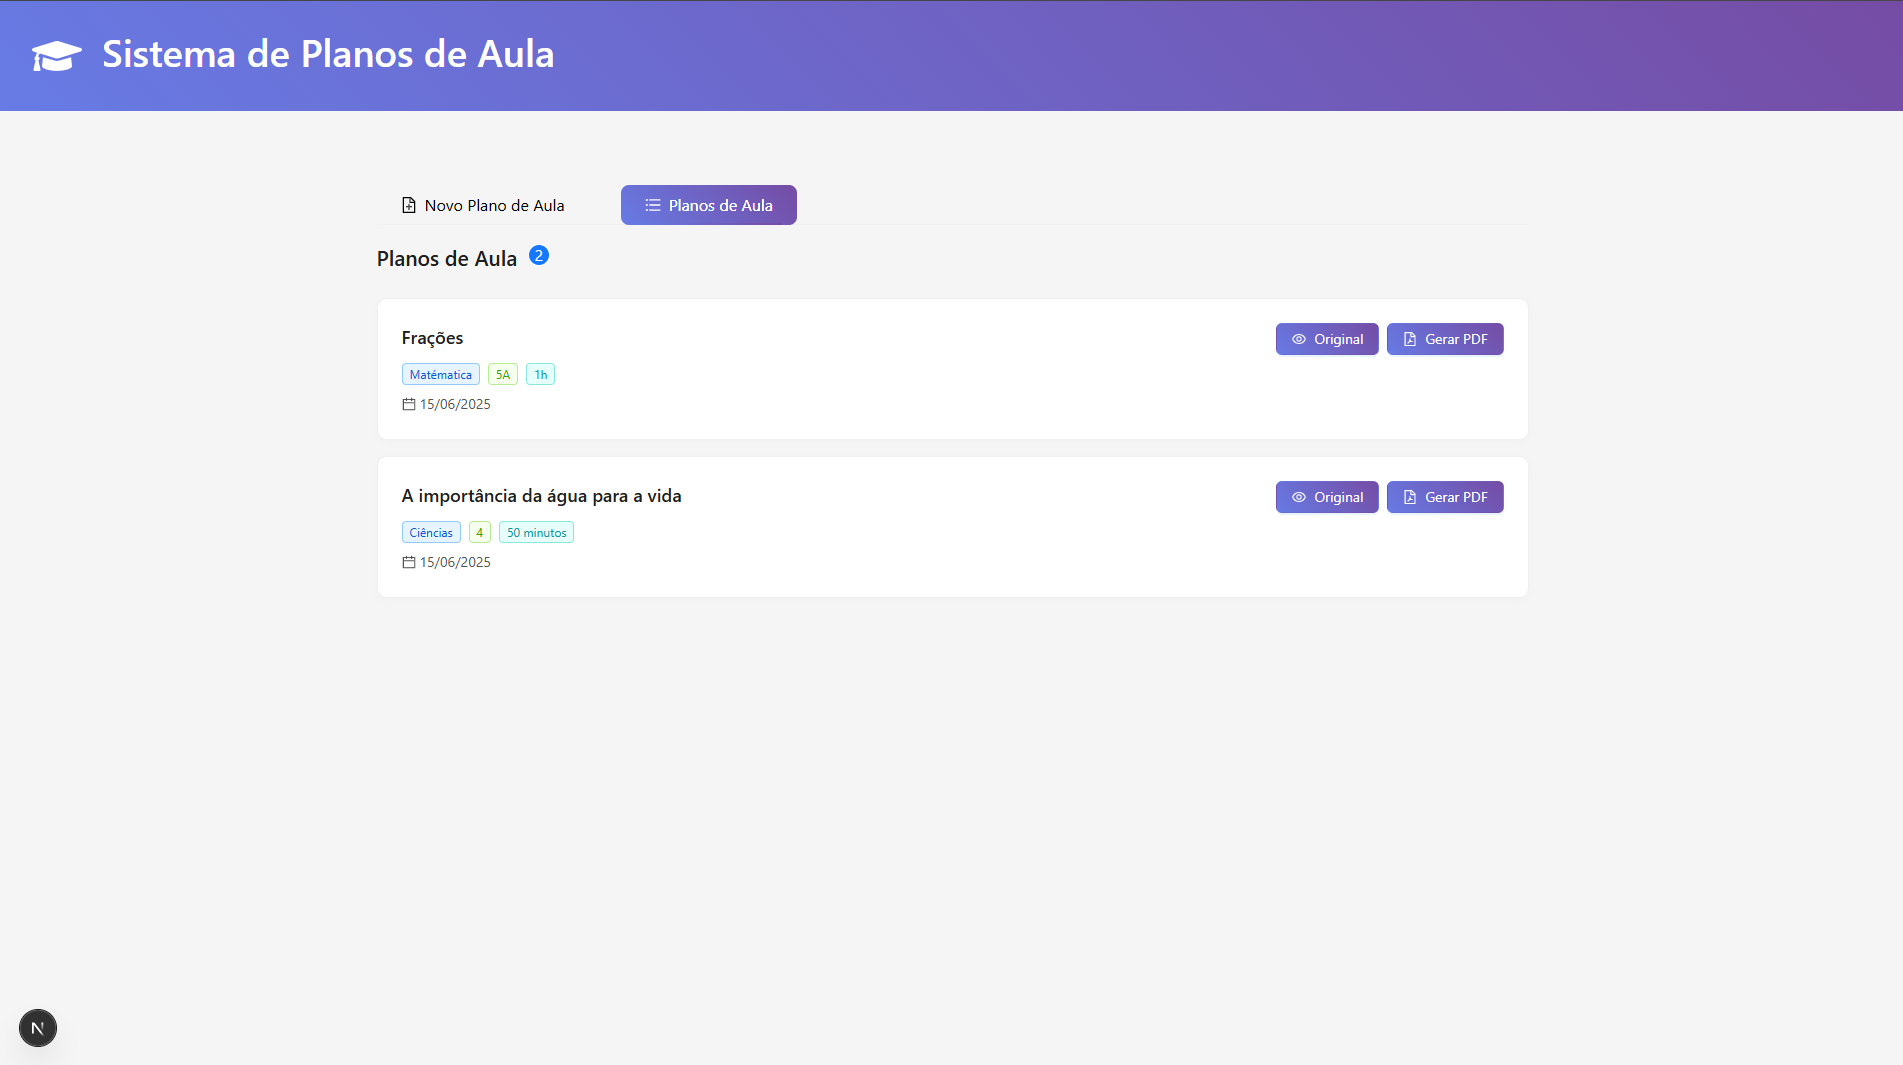 Sistema de Planos de Aula
Novo Plano de Aula
Planos de Aula
Planos de Aula 2
Frações
Original
Gerar PDF
Matématica 5A 1h
15/06/2025
A importância da água para a vida
Original
Gerar PDF
Ciências 4 50 minutos
15/06/2025
N